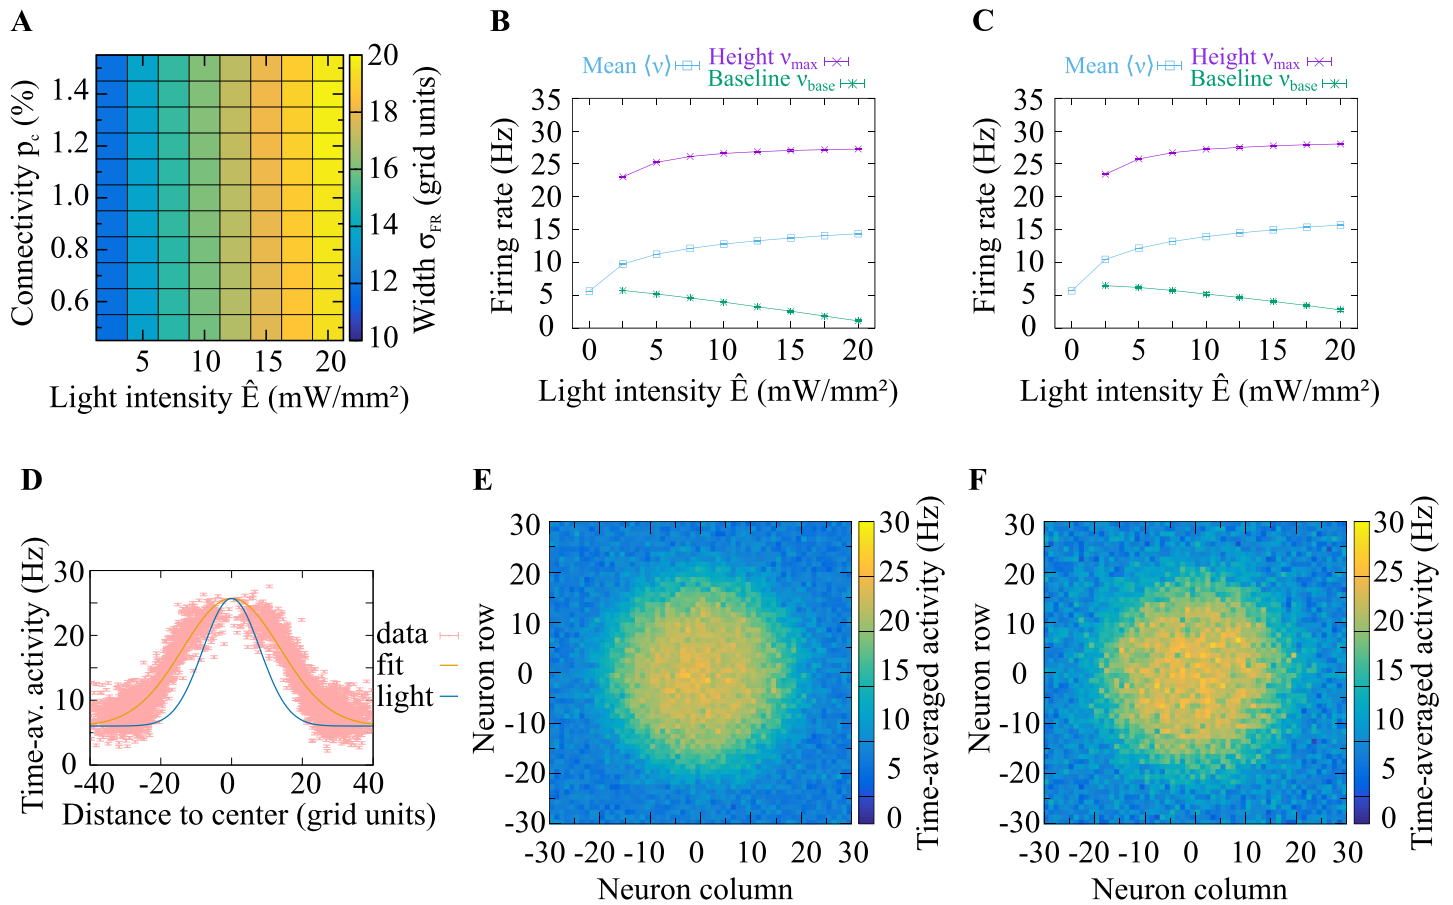 A
1.4
1.2
1.0
0.8
0.6
Connectivity p_c (%)
5 10 15 20
Light intensity Ê (mW/mm²)
20
18
16
14
12
10
Width σ_FR (grid units)
B
Mean ⟨ν⟩
Height ν_max
Baseline ν_base
35
30
25
20
15
10
5
0
Firing rate (Hz)
0 5 10 15 20
Light intensity Ê (mW/mm²)
C
Mean ⟨ν⟩
Height ν_max
Baseline ν_base
35
30
25
20
15
10
5
0
Firing rate (Hz)
0 5 10 15 20
Light intensity Ê (mW/mm²)
D
30
20
10
0
Time-av. activity (Hz)
-40 -20 0 20 40
Distance to center (grid units)
data
fit
light
E
30
20
10
0
-10
-20
-30
Neuron row
-30 -20 -10 0 10 20 30
Neuron column
30
25
20
15
10
5
0
Time-averaged activity (Hz)
F
30
20
10
0
-10
-20
-30
Neuron row
-30 -20 -10 0 10 20 30
Neuron column
30
25
20
15
10
5
0
Time-averaged activity (Hz)